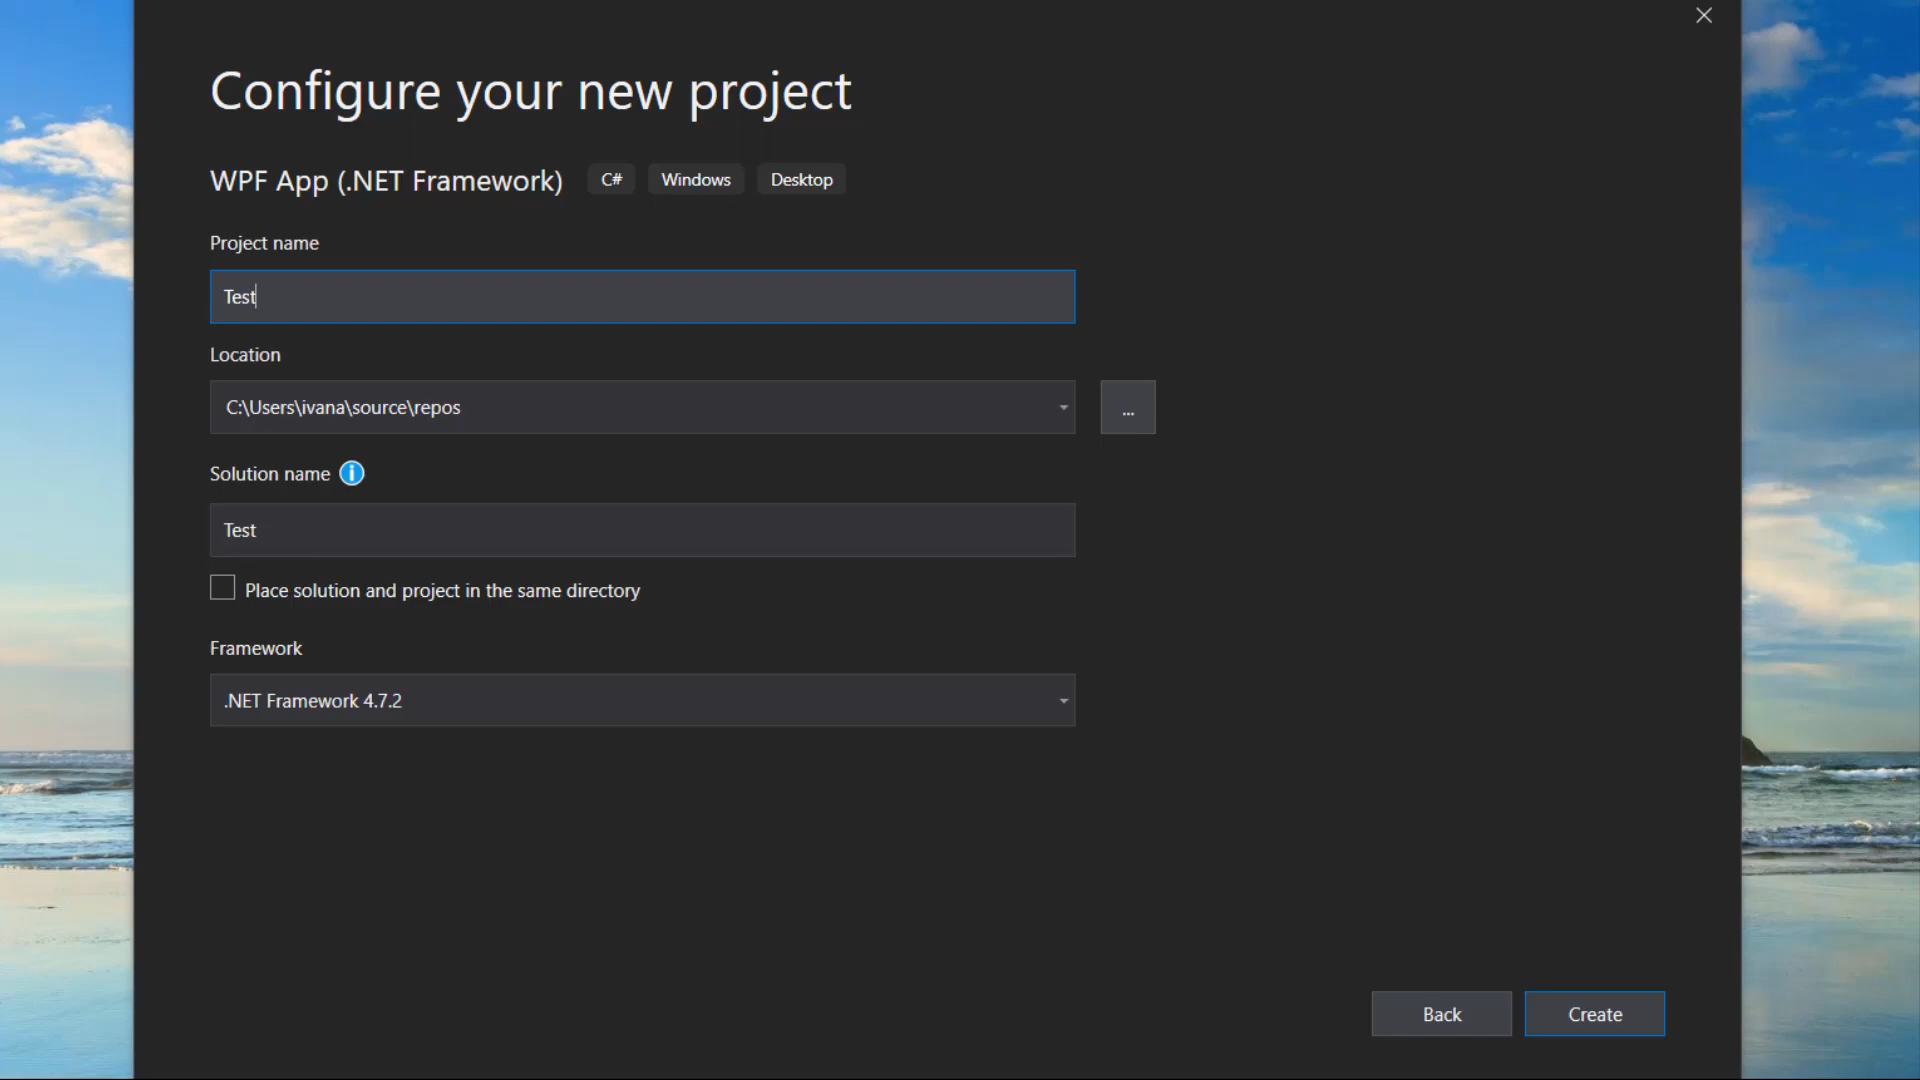 Configure your new project
WPF App (.NET Framework) C# Windows Desktop
Project name
Test
Location
C:\Users\ivana\source\repos
...
Solution name
Test
Place solution and project in the same directory
Framework
.NET Framework 4.7.2
Back Create